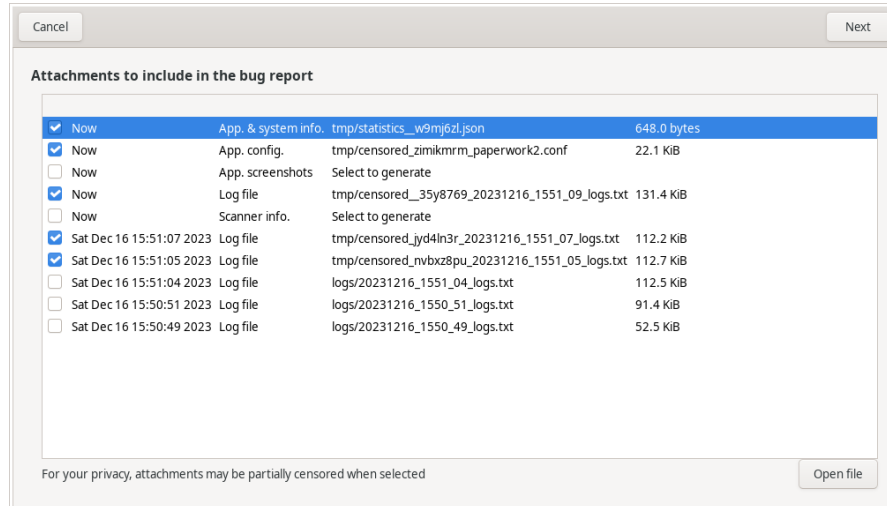 Cancel Next
Attachments to include in the bug report
Now App. & system info. tmp/statistics__w9mj6zl.json 648.0 bytes
Now App. config. tmp/censored_zimikmrm_paperwork2.conf 22.1 KiB
Now App. screenshots Select to generate
Now Log file tmp/censored__35y8769_20231216_1551_09_logs.txt 131.4 KiB
Now Scanner info. Select to generate
Sat Dec 16 15:51:07 2023 Log file tmp/censored_jyd4ln3r_20231216_1551_07_logs.txt 112.2 KiB
Sat Dec 16 15:51:05 2023 Log file tmp/censored_nvbxz8pu_20231216_1551_05_logs.txt 112.7 KiB
Sat Dec 16 15:51:04 2023 Log file logs/20231216_1551_04_logs.txt 112.5 KiB
Sat Dec 16 15:50:51 2023 Log file logs/20231216_1550_51_logs.txt 91.4 KiB
Sat Dec 16 15:50:49 2023 Log file logs/20231216_1550_49_logs.txt 52.5 KiB
For your privacy, attachments may be partially censored when selected Open file